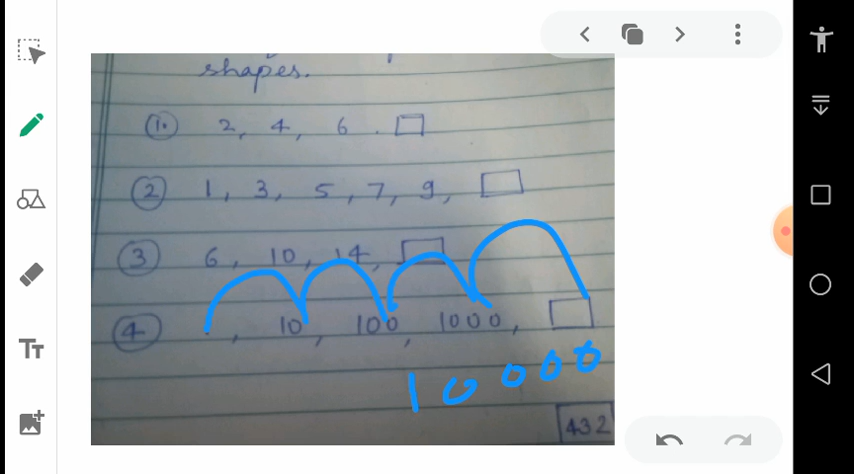 shapes.
① 2, 4, 6.
② 1, 3, 5, 7, 9,
③ 6, 10, 14,
④ , 10, 100, 1000,
10000
432
Tт